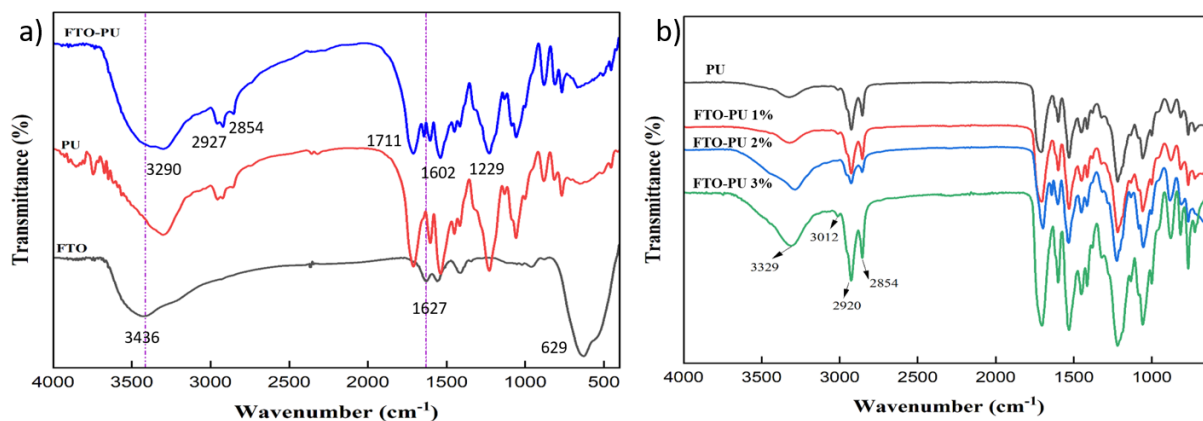 a)
FTO-PU
2927
2854
3290
1711
1602
1229
PU
FTO
3436
1627
629
Transmittance (%)
4000 3500 3000 2500 2000 1500 1000 500
Wavenumber (cm⁻¹)
b)
PU
FTO-PU 1%
FTO-PU 2%
FTO-PU 3%
3012
3329
2920
2854
Transmittance (%)
4000 3500 3000 2500 2000 1500 1000
Wavenumber (cm⁻¹)